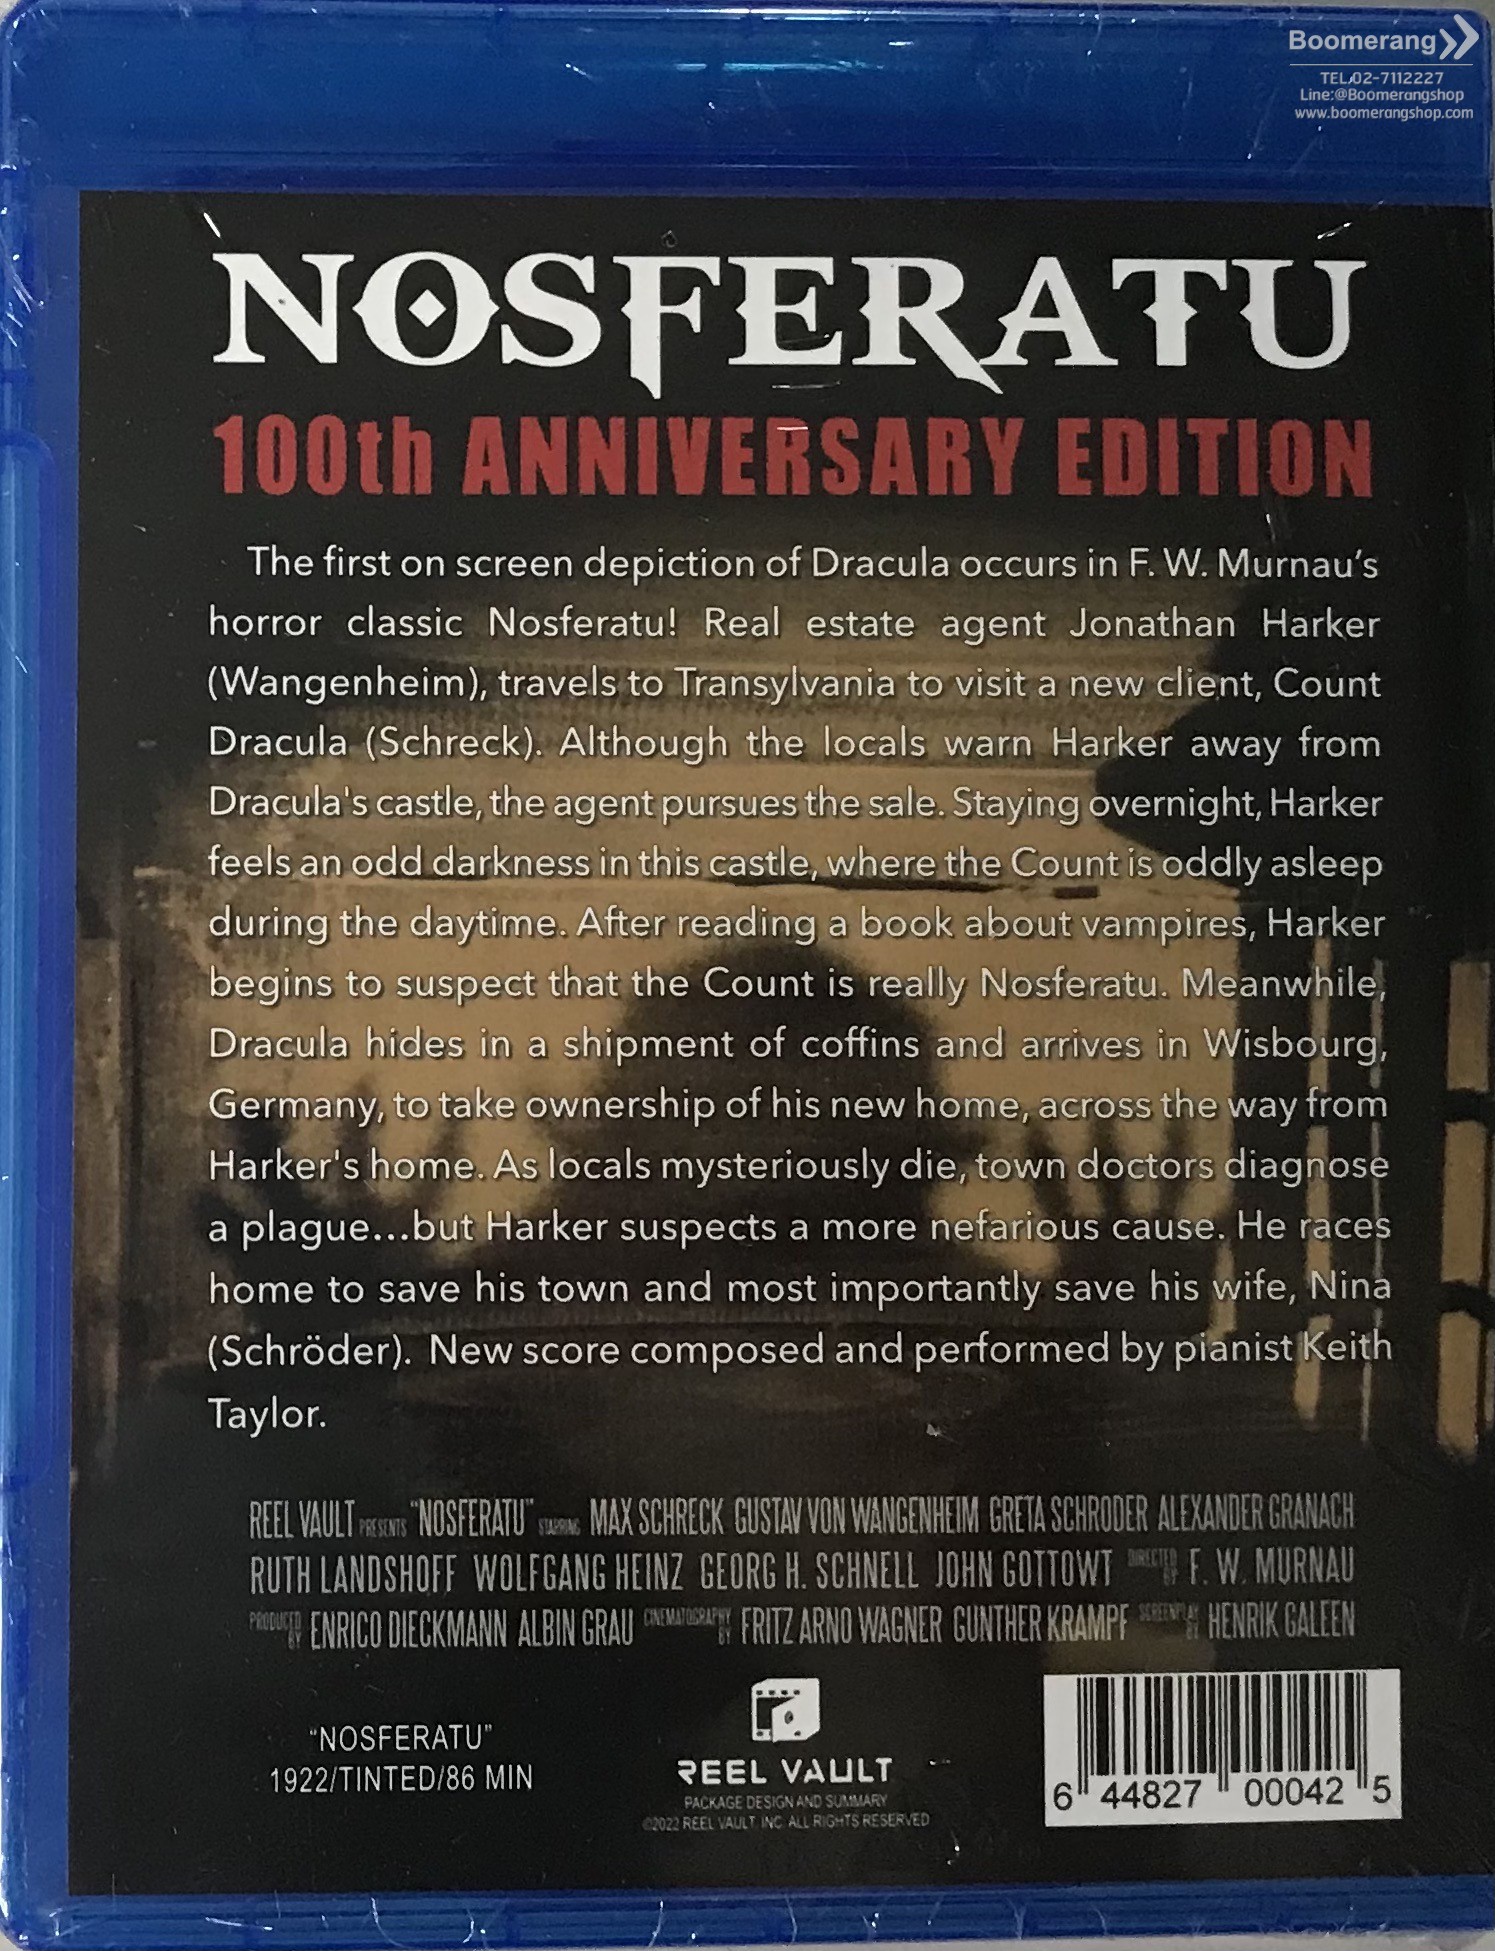 Boomerang
TEL.02-7112227
Line:@Boomerangshop
www.boomerangshop.com
NOSFERATU
100th ANNIVERSARY EDITION
The first on screen depiction of Dracula occurs in F. W. Murnau's
horror classic Nosferatu! Real estate agent Jonathan Harker
(Wangenheim), travels to Transylvania to visit a new client, Count
Dracula (Schreck). Although the locals warn Harker away from
Dracula's castle, the agent pursues the sale. Staying overnight, Harker
feels an odd darkness in this castle, where the Count is oddly asleep
during the daytime. After reading a book about vampires, Harker
begins to suspect that the Count is really Nosferatu. Meanwhile,
Dracula hides in a shipment of coffins and arrives in Wisbourg,
Germany, to take ownership of his new home, across the way from
Harker's home. As locals mysteriously die, town doctors diagnose
a plague...but Harker suspects a more nefarious cause. He races
home to save his town and most importantly save his wife, Nina
(Schröder). New score composed and performed by pianist Keith
Taylor.
REEL VAULT PRESENTS "NOSFERATU" STARRING MAX SCHRECK GUSTAV VON WANGENHEIM GRETA SCHRODER ALEXANDER GRANACH
RUTH LANDSHOFF WOLFGANG HEINZ GEORG H. SCHNELL JOHN GOTTOWT DIRECTED BY F. W. MURNAU
PRODUCED BY ENRICO DIECKMANN ALBIN GRAU CINEMATOGRAPHY BY FRITZ ARNO WAGNER GUNTHER KRAMPF SCREENPLAY BY HENRIK GALEEN
"NOSFERATU"
1922/TINTED/86 MIN
REEL VAULT
PACKAGE DESIGN AND SUMMARY
©2022 REEL VAULT, INC. ALL RIGHTS RESERVED
6 44827 00042 5